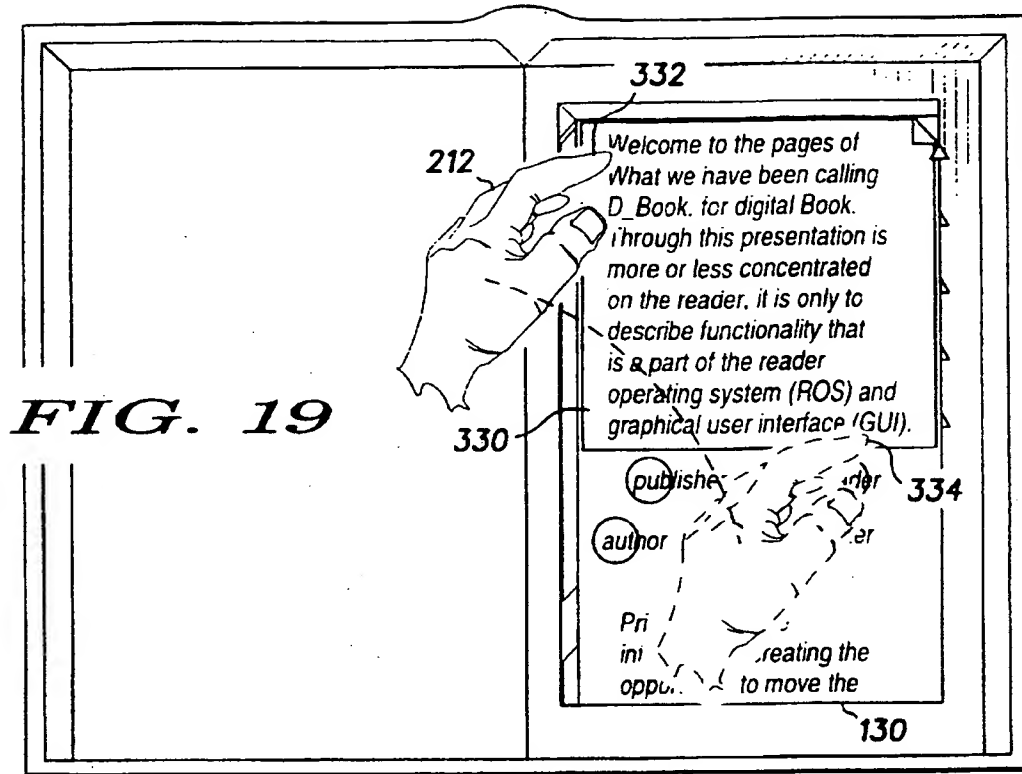 332
212
Welcome to the pages of
What we have been calling
D_Book. for digital Book.
Through this presentation is
more or less concentrated
on the reader, it is only to
describe functionality that
is a part of the reader
operating system (ROS) and
graphical user interface (GUI).
FIG. 19
330
334
publishe
author
Pri
reating the
to move the
130